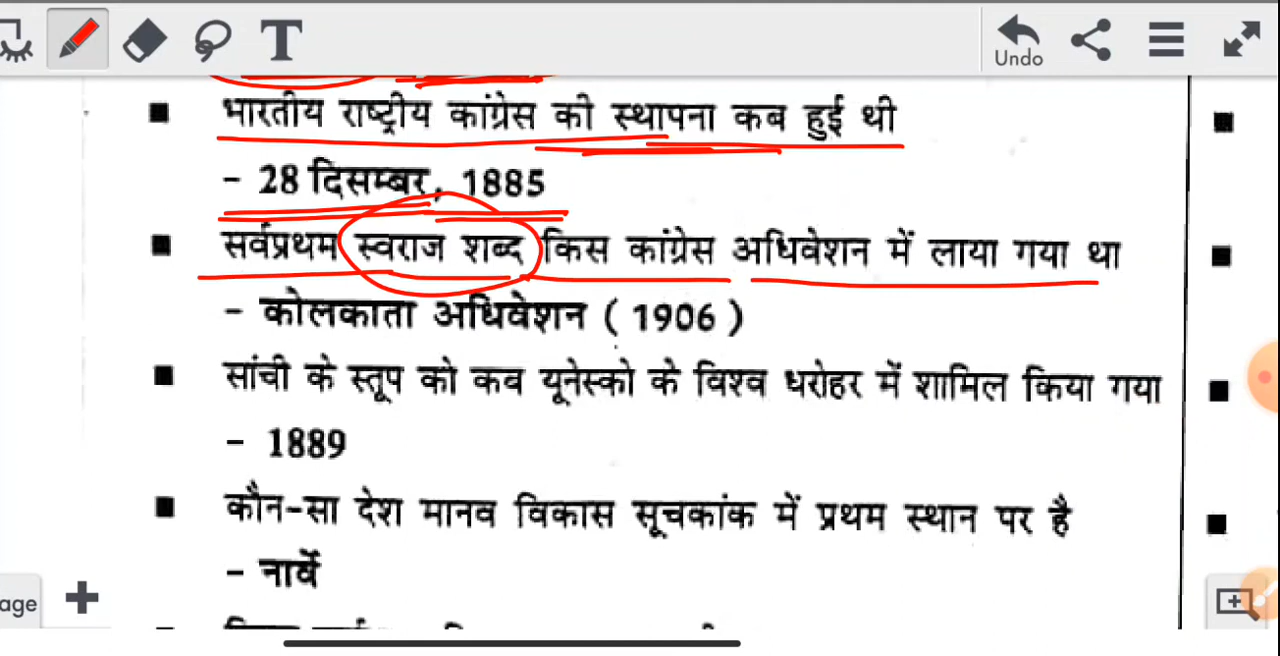 T
Undo
भारतीय राष्ट्रीय कांग्रेस की स्थापना कब हुई थी
- 28 दिसम्बर, 1885
सर्वप्रथम स्वराज शब्द किस कांग्रेस अधिवेशन में लाया गया था
- कोलकाता अधिवेशन ( 1906 )
सांची के स्तूप को कब यूनेस्को के विश्व धरोहर में शामिल किया गया
- 1889
कौन-सा देश मानव विकास सूचकांक में प्रथम स्थान पर है
- नार्वे
age